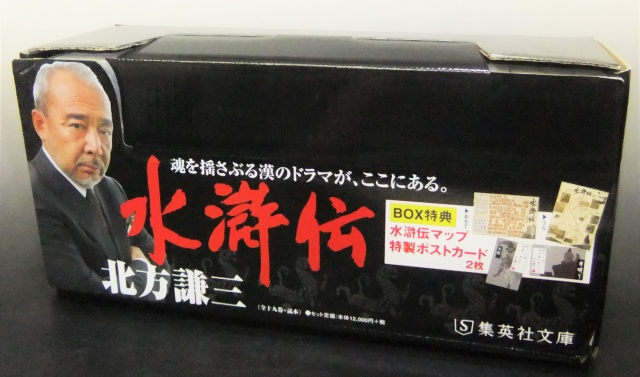 魂を揺さぶる漢のドラマが、ここにある。
水滸伝
北方謙三
(全十九巻+読本) ●セット定価:本体12,000円+税
BOX特典
水滸伝マップ
特製ポストカード
2枚
S 集英社文庫